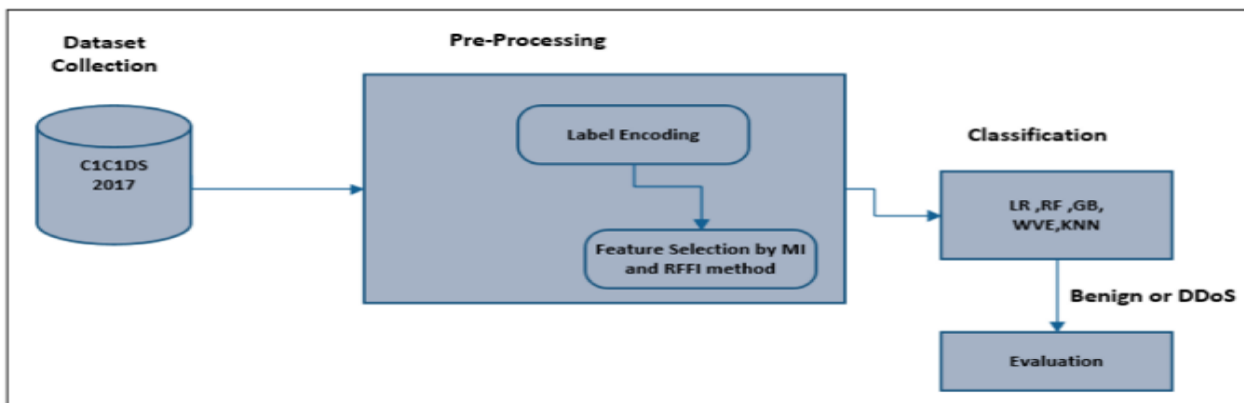 Dataset
Collection
C1C1DS
2017
Pre-Processing
Label Encoding
Feature Selection by MI
and RFFI method
Classification
LR ,RF ,GB,
WVE,KNN
Benign or DDoS
Evaluation